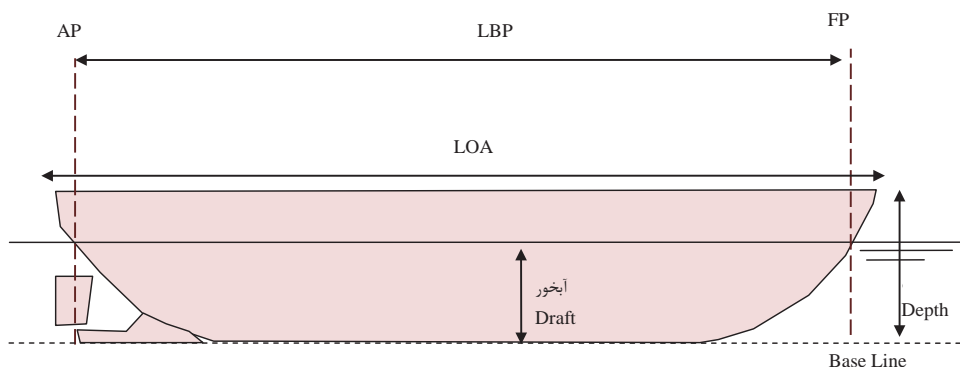 AP
LBP
FP
LOA
آبخور
Draft
Depth
Base Line